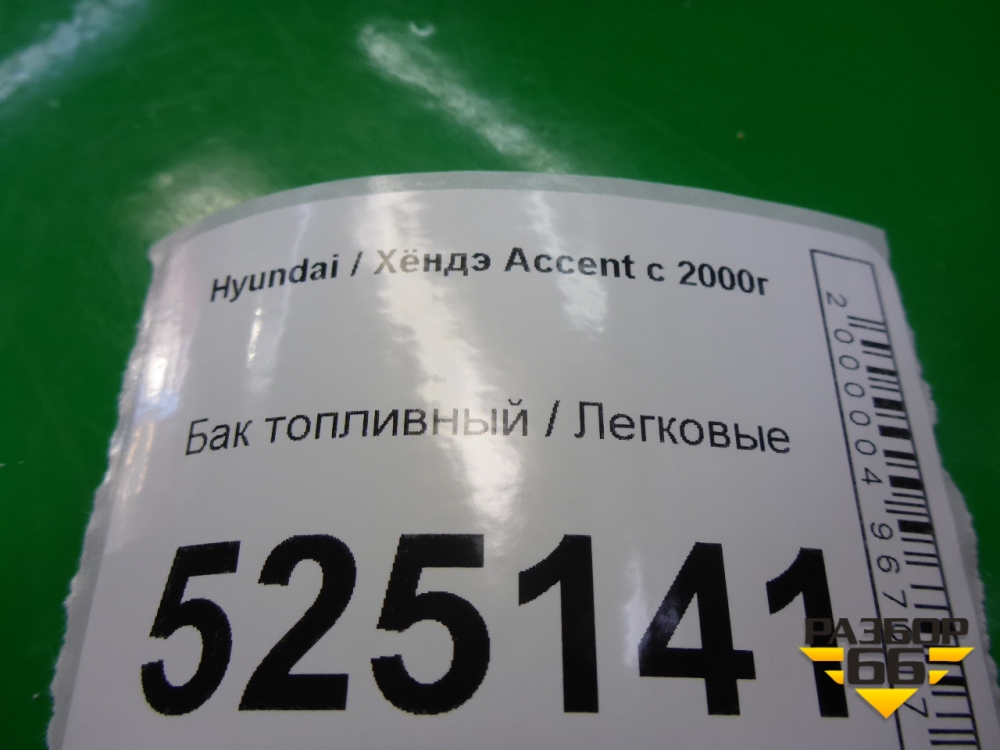 Hyundai / Хёндэ Accent с 2000г
Бак топливный / Легковые
525141
2000004967
РАЗБОР
66